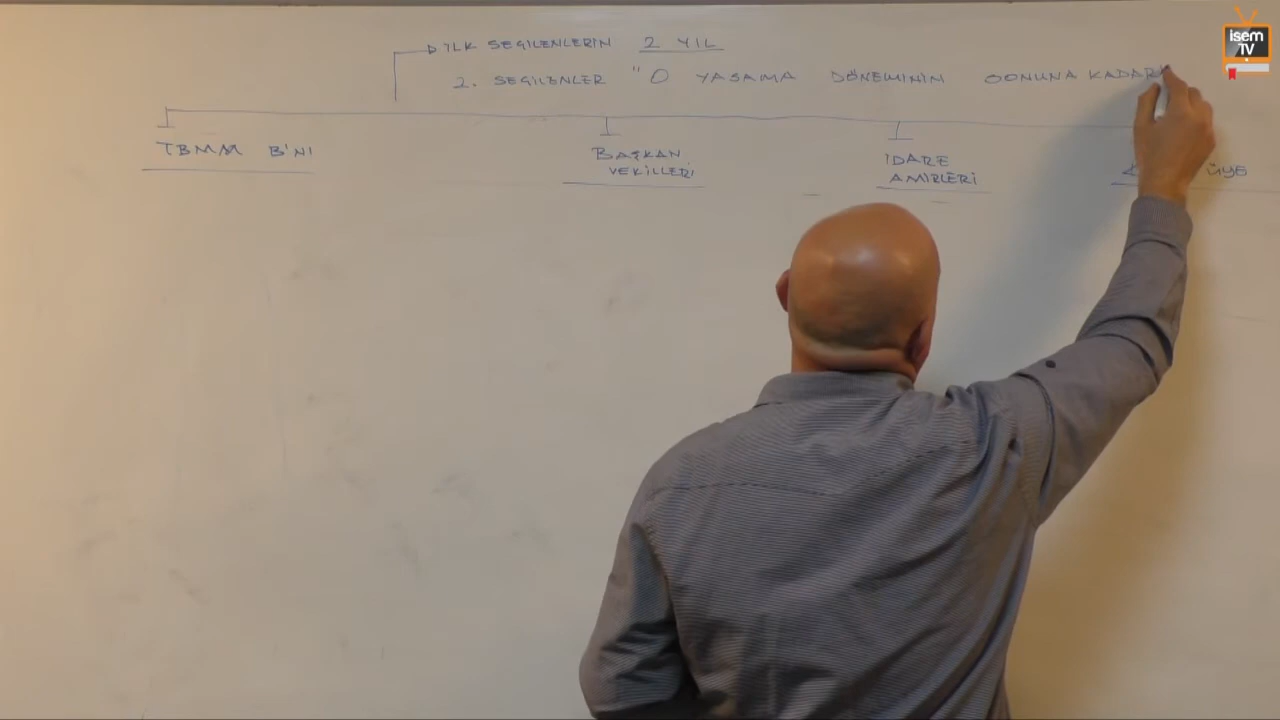 İLK SEÇİLENLERİN 2 YIL
2. SEÇİLENLER "O YASAMA DÖNEMİNİN SONUNA KADAR
TBMM B'NI
BAŞKAN
VEKİLLERİ
İDARE
AMİRLERİ
ÜYE
isem
TV